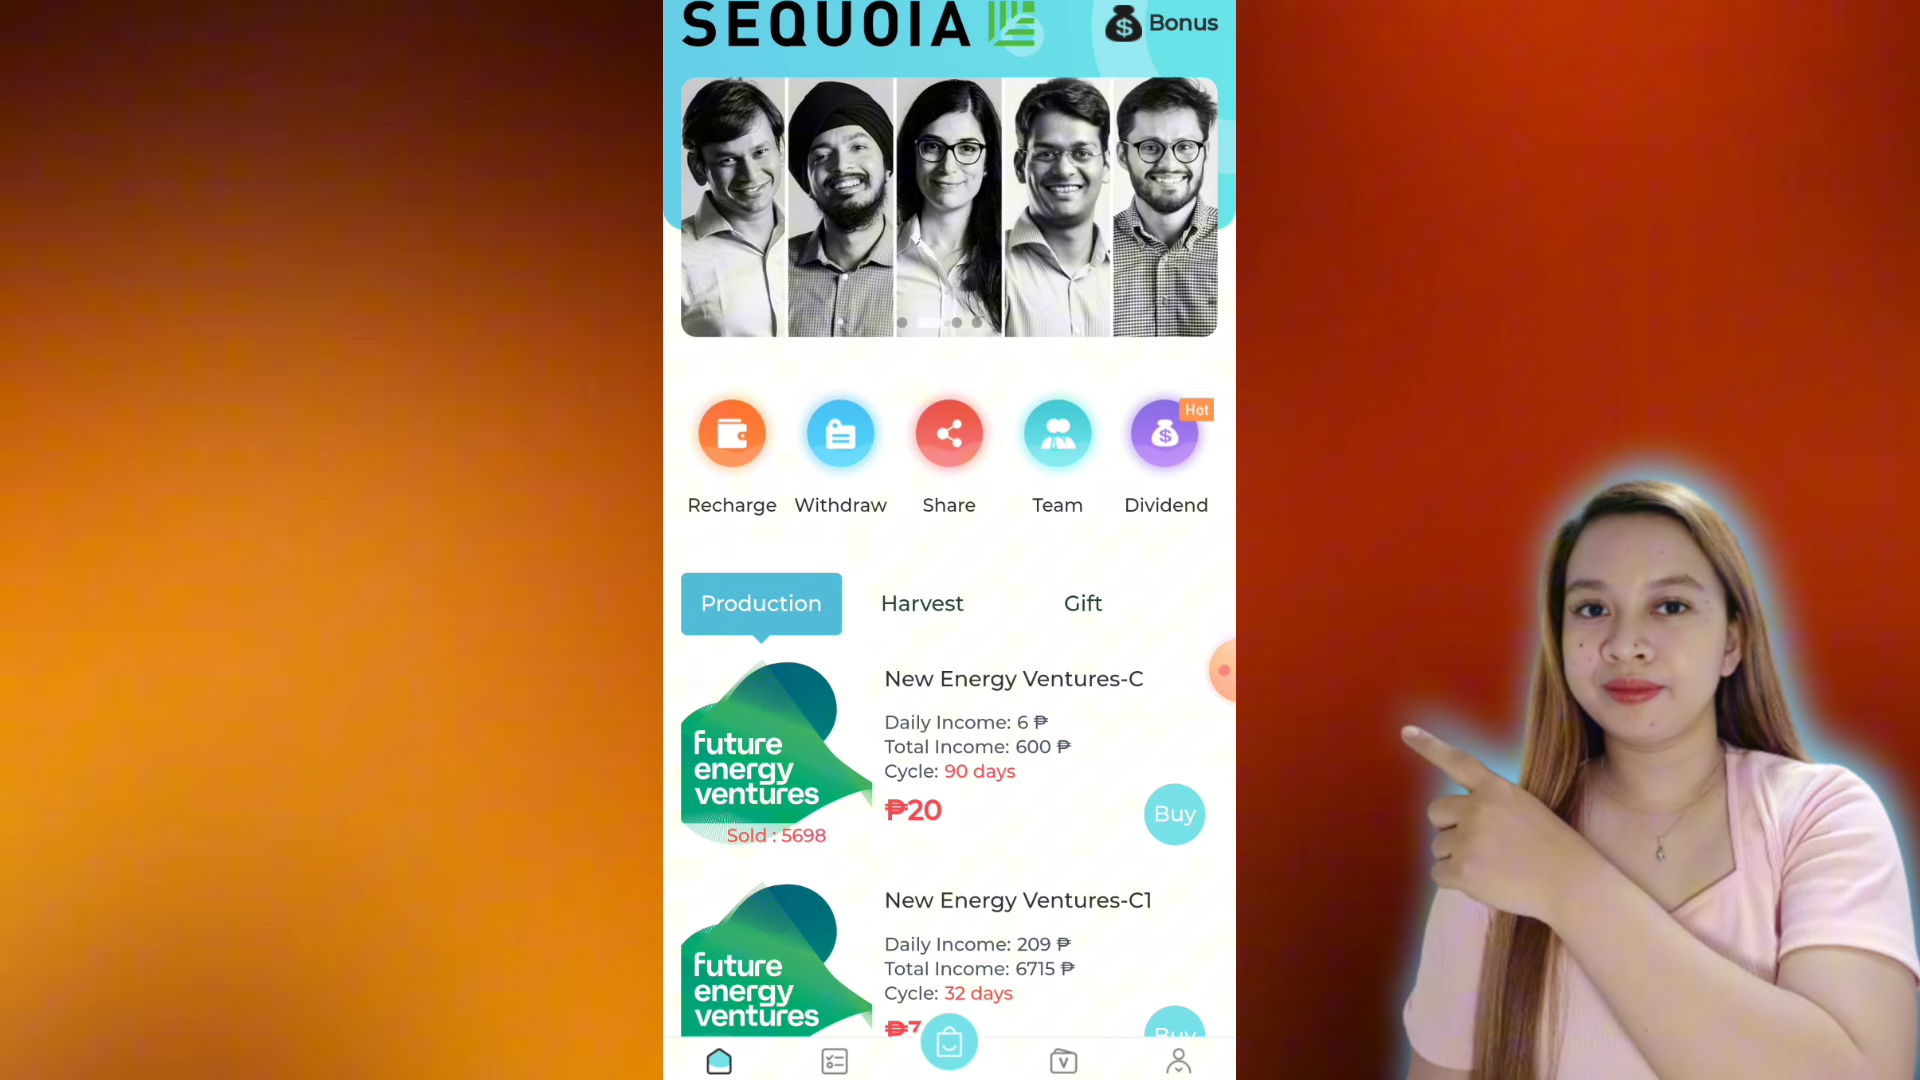 SEQUOIA
Bonus
Hot
Recharge
Withdraw
Share
Team
Dividend
Production
Harvest
Gift
future
energy
ventures
Sold : 5698
New Energy Ventures-C
Daily Income: 6 ₱
Total Income: 600 ₱
Cycle: 90 days
₱20
Buy
future
energy
ventures
New Energy Ventures-C1
Daily Income: 209 ₱
Total Income: 6715 ₱
Cycle: 32 days
Buy